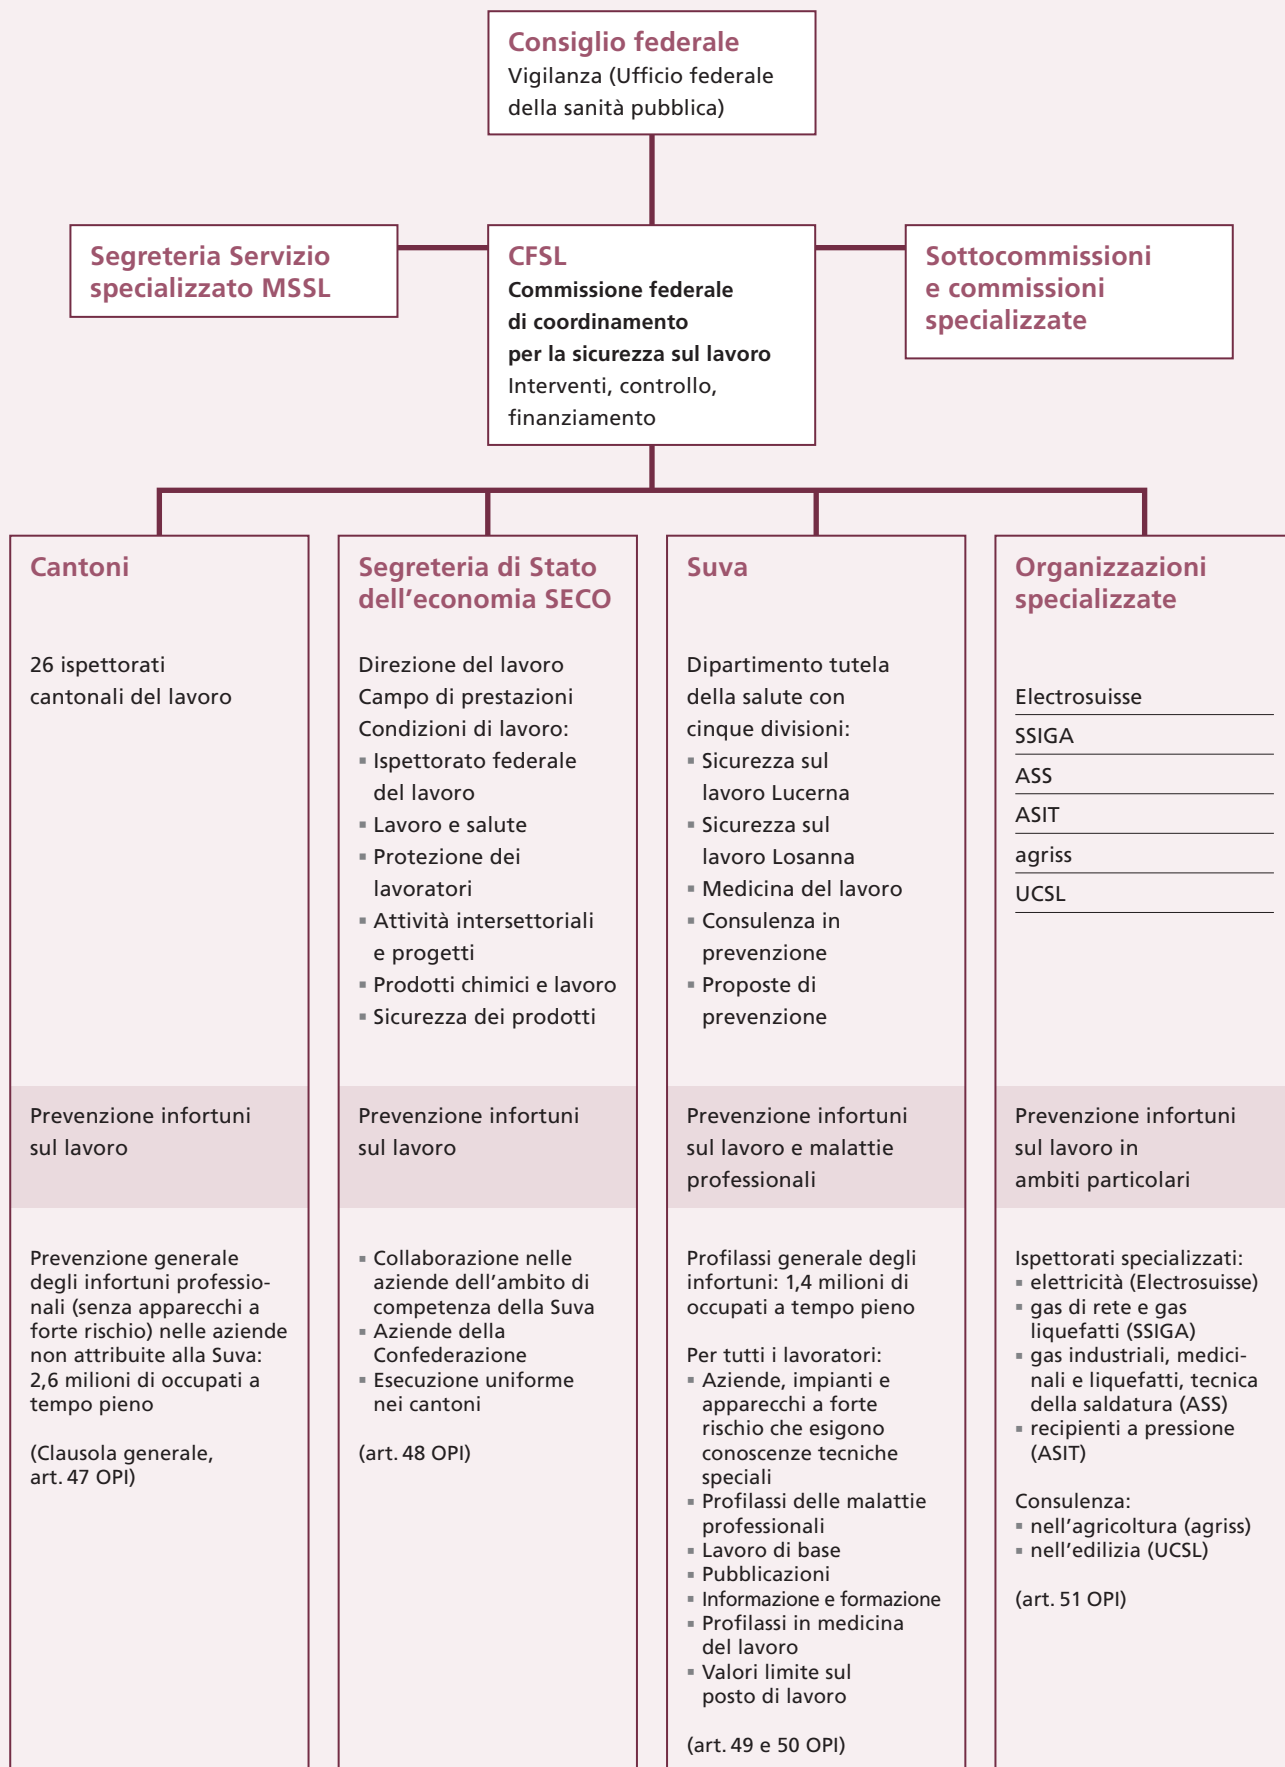 Consiglio federale
Vigilanza (Ufficio federale
della sanità pubblica)
Segreteria Servizio
specializzato MSSL
CFSL
Commissione federale
di coordinamento
per la sicurezza sul lavoro
Interventi, controllo,
finanziamento
Sottocommissioni
e commissioni
specializzate
Cantoni
26 ispettorati
cantonali del lavoro
Prevenzione infortuni
sul lavoro
Prevenzione generale
degli infortuni professio-
nali (senza apparecchi a
forte rischio) nelle aziende
non attribuite alla Suva:
2,6 milioni di occupati a
tempo pieno
(Clausola generale,
art. 47 OPI)
Segreteria di Stato
dell'economia SECO
Direzione del lavoro
Campo di prestazioni
Condizioni di lavoro:
▪ Ispettorato federale
del lavoro
▪ Lavoro e salute
▪ Protezione dei
lavoratori
▪ Attività intersettoriali
e progetti
▪ Prodotti chimici e lavoro
▪ Sicurezza dei prodotti
Prevenzione infortuni
sul lavoro
▪ Collaborazione nelle
aziende dell'ambito di
competenza della Suva
▪ Aziende della
Confederazione
▪ Esecuzione uniforme
nei cantoni
(art. 48 OPI)
Suva
Dipartimento tutela
della salute con
cinque divisioni:
▪ Sicurezza sul
lavoro Lucerna
▪ Sicurezza sul
lavoro Losanna
▪ Medicina del lavoro
▪ Consulenza in
prevenzione
▪ Proposte di
prevenzione
Prevenzione infortuni
sul lavoro e malattie
professionali
Profilassi generale degli
infortuni: 1,4 milioni di
occupati a tempo pieno
Per tutti i lavoratori:
▪ Aziende, impianti e
apparecchi a forte
rischio che esigono
conoscenze tecniche
speciali
▪ Profilassi delle malattie
professionali
▪ Lavoro di base
▪ Pubblicazioni
▪ Informazione e formazione
▪ Profilassi in medicina
del lavoro
▪ Valori limite sul
posto di lavoro
(art. 49 e 50 OPI)
Organizzazioni
specializzate
Electrosuisse
SSIGA
ASS
ASIT
agriss
UCSL
Prevenzione infortuni
sul lavoro in
ambiti particolari
Ispettorati specializzati:
▪ elettricità (Electrosuisse)
▪ gas di rete e gas
liquefatti (SSIGA)
▪ gas industriali, medici-
nali e liquefatti, tecnica
della saldatura (ASS)
▪ recipienti a pressione
(ASIT)
Consulenza:
▪ nell'agricoltura (agriss)
▪ nell'edilizia (UCSL)
(art. 51 OPI)